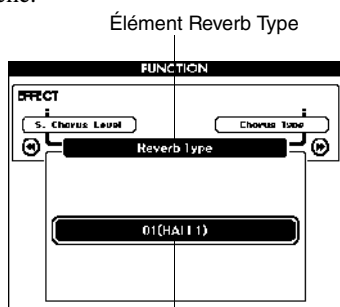 Élément Reverb Type
FUNCTION
EFFECT
S. Chorus Level
Chorus Type
Reverb Type
01(HALL1)